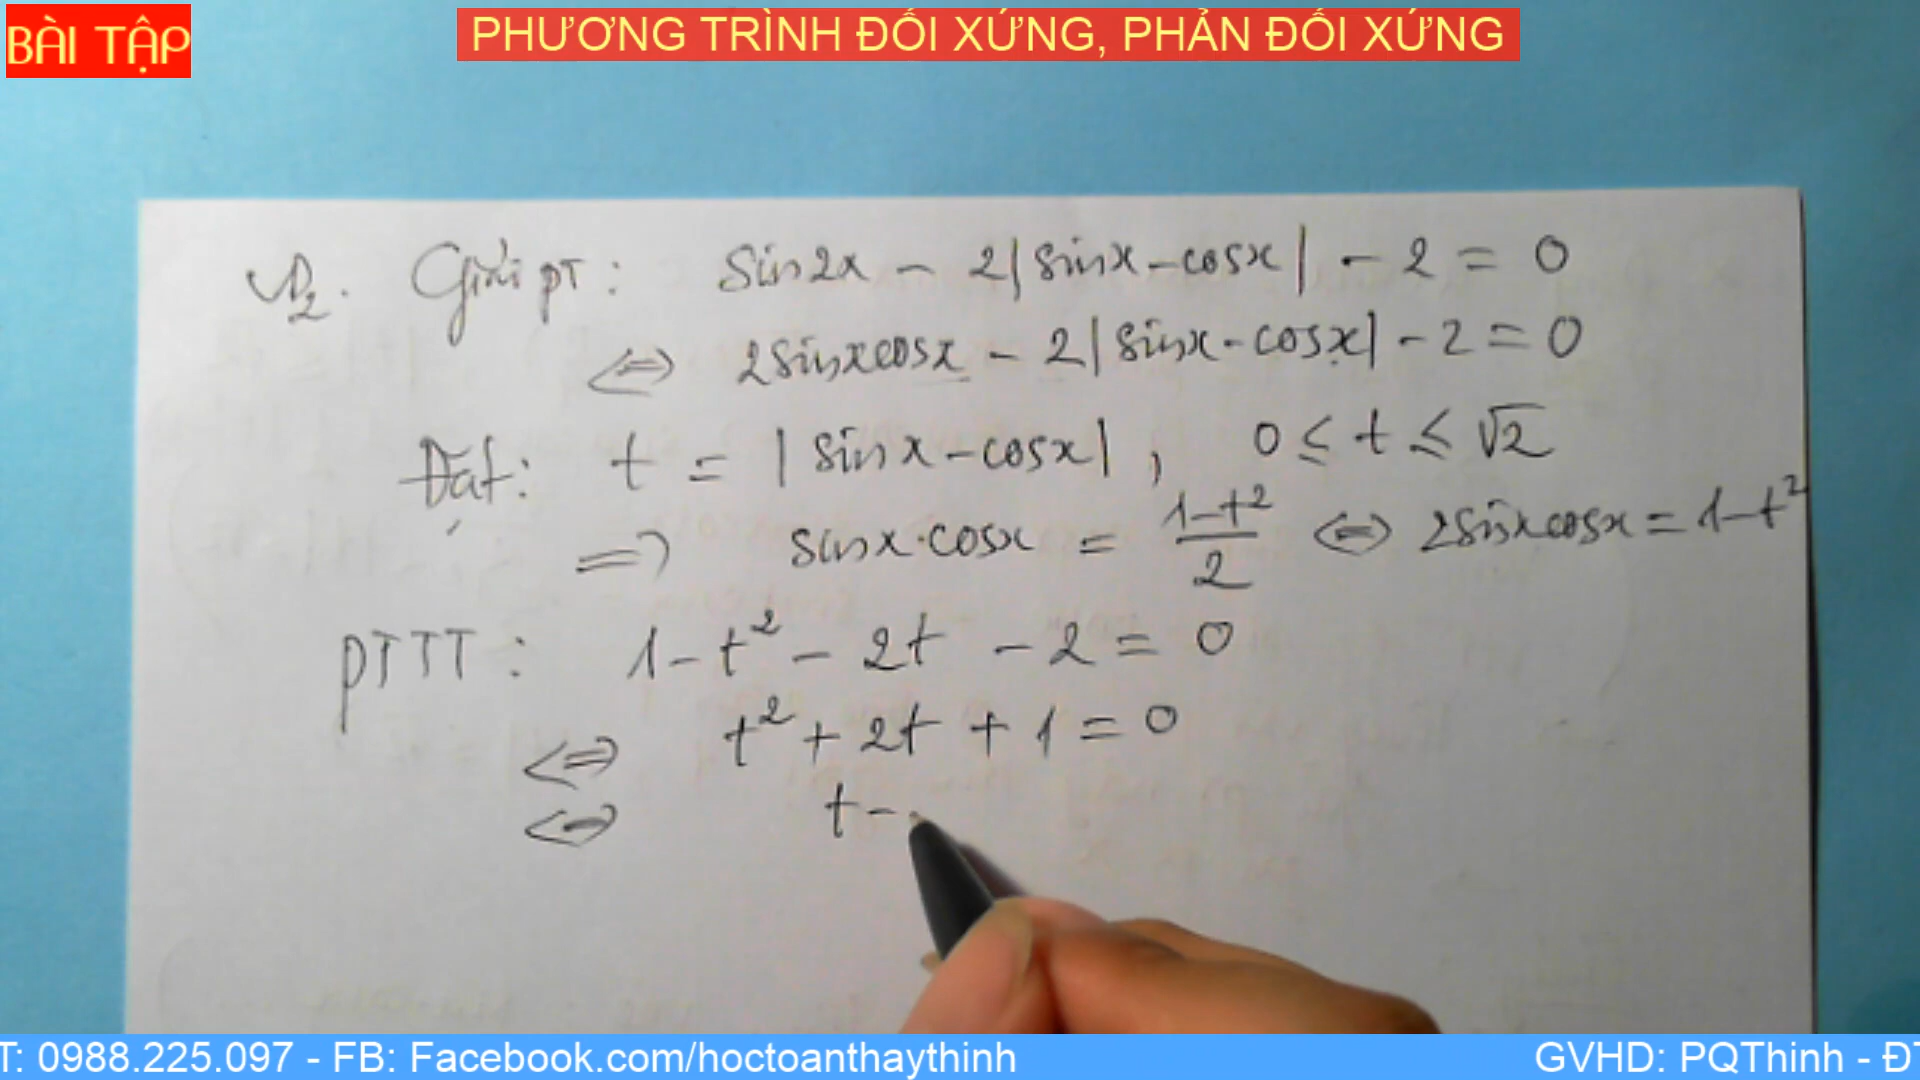 BÀI TẬP
PHƯƠNG TRÌNH ĐỐI XỨNG, PHẢN ĐỐI XỨNG
VD2. Giải pT: Sin2x - 2|sinx-cosx| - 2 = 0
<=> 2sinxcosx - 2|sinx-cosx| - 2 = 0
Đặt: t = |sinx-cosx|, 0 ≤ t ≤ √2
=> sinx.cosx = (1-t²)/2 <=> 2sinxcosx = 1-t²
pTTT: 1-t² - 2t - 2 = 0
<=> t² + 2t + 1 = 0
<=> t -
T: 0988.225.097 - FB: Facebook.com/hoctoanthaythinh
GVHD: PQThinh - ĐT